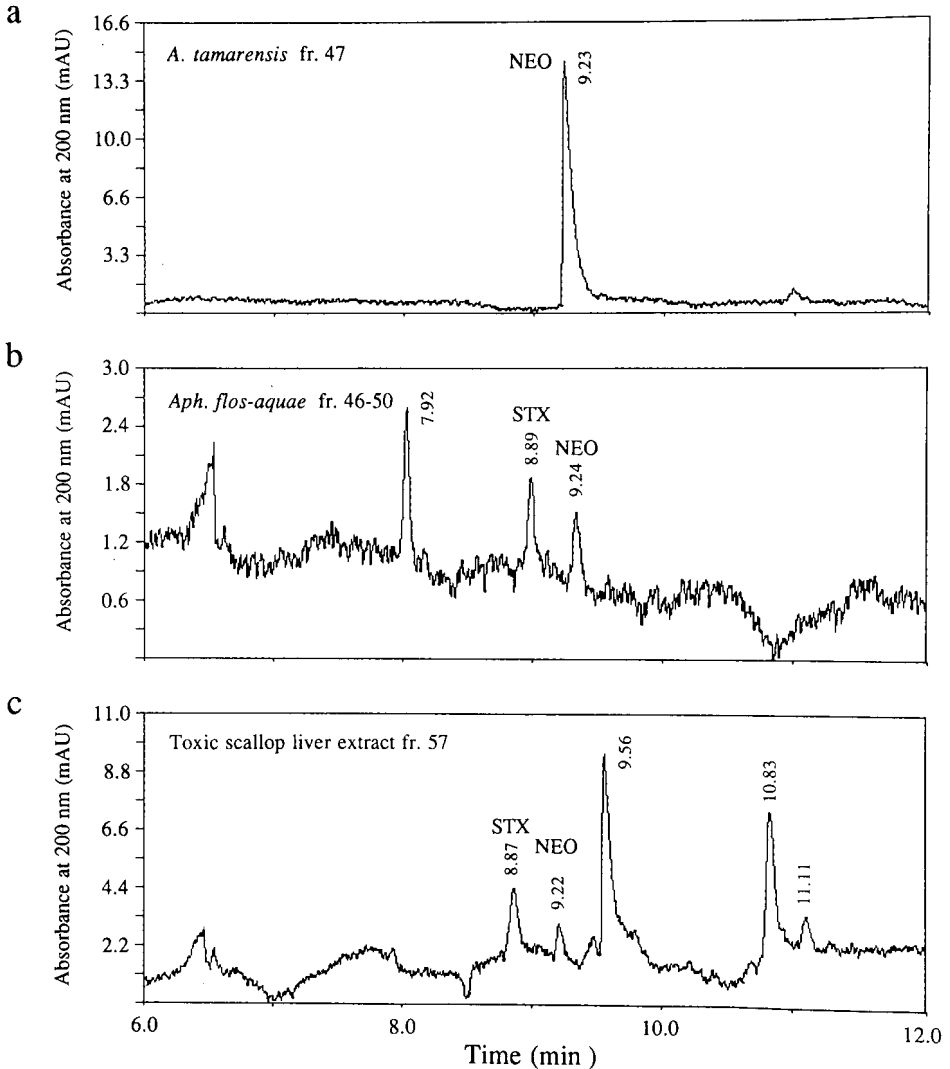 a
Absorbance at 200 nm (mAU)
16.6
13.3
10.0
6.6
3.3
A. tamarensis fr. 47
NEO
9.23
b
Absorbance at 200 nm (mAU)
3.0
2.4
1.8
1.2
0.6
Aph. flos-aquae fr. 46-50
7.92
STX
8.89
NEO
9.24
c
Absorbance at 200 nm (mAU)
11.0
8.8
6.6
4.4
2.2
Toxic scallop liver extract fr. 57
STX
8.87
NEO
9.22
9.56
10.83
11.11
6.0 8.0 10.0 12.0
Time (min )